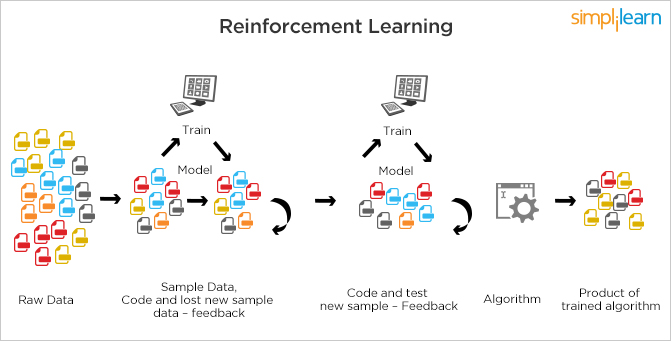 Reinforcement Learning
simplilearn
Train
Model
Train
Model
Raw Data
Sample Data,
Code and lost new sample
data – feedback
Code and test
new sample – Feedback
Algorithm
Product of
trained algorithm